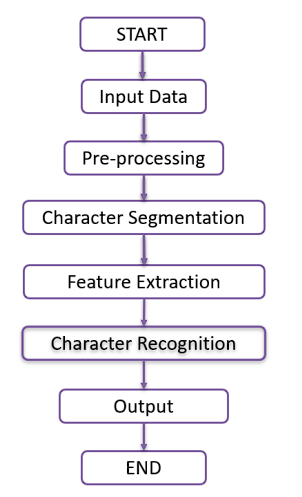 START
Input Data
Pre-processing
Character Segmentation
Feature Extraction
Character Recognition
Output
END